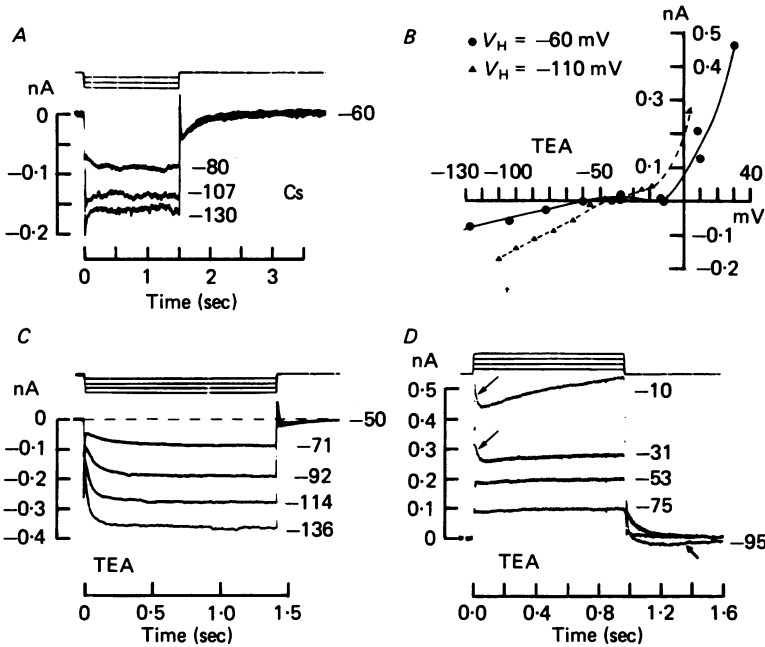 A
nA
0
−0·1
−0·2
−60
−80
−107
−130
Cs
0 1 2 3
Time (sec)
B
● V_H = −60 mV
▲ V_H = −110 mV
TEA
nA
0·5
0·4
0·3
0·1
−130 −100 −50 40
mV
−0·1
−0·2
C
nA
0
−0·1
−0·2
−0·3
−0·4
−50
−71
−92
−114
−136
TEA
0 0·5 1·0 1·5
Time (sec)
D
nA
0·5
0·4
0·3
0·2
0·1
0
−10
−31
−53
−75
−95
TEA
0·0 0·4 0·8 1·2 1·6
Time (sec)